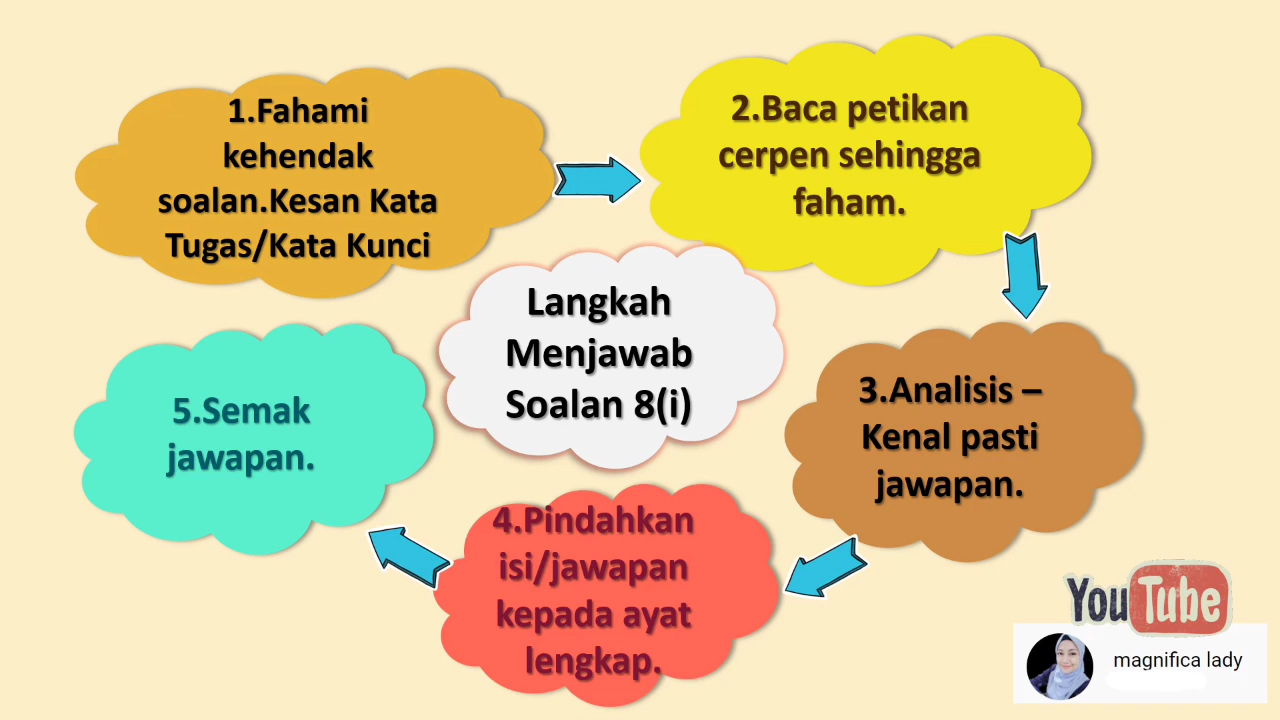 1.Fahami
kehendak
soalan.Kesan Kata
Tugas/Kata Kunci
2.Baca petikan
cerpen sehingga
faham.
Langkah
Menjawab
Soalan 8(i)
3.Analisis –
Kenal pasti
jawapan.
4.Pindahkan
isi/jawapan
kepada ayat
lengkap.
5.Semak
jawapan.
YouTube
magnifica lady